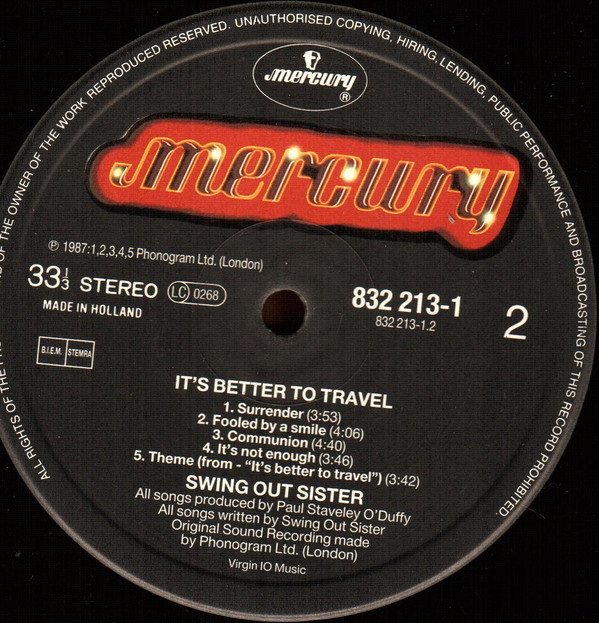 ALL RIGHTS OF THE
OF THE OWNER OF THE WORK REPRODUCED RESERVED. UNAUTHORISED COPYING, HIRING, LENDING, PUBLIC PERFORMANCE AND BROADCASTING OF THIS RECORD PROHIBITED.
mercury
®
mercury
℗ 1987:1,2,3,4,5 Phonogram Ltd. (London)
33⅓ STEREO LC 0268
MADE IN HOLLAND
832 213-1
832 213-1.2
2
B.I.E.M. STEMRA
IT'S BETTER TO TRAVEL
1. Surrender (3:53)
2. Fooled by a smile (4:06)
3. Communion (4:40)
4. It's not enough (3:46)
5. Theme (from - "It's better to travel") (3:42)
SWING OUT SISTER
All songs produced by Paul Staveley O'Duffy
All songs written by Swing Out Sister
Original Sound Recording made
by Phonogram Ltd. (London)
Virgin IO Music